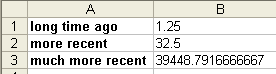 A B
1 long time ago 1.25
2 more recent 32.5
3 much more recent 39448.7916666667